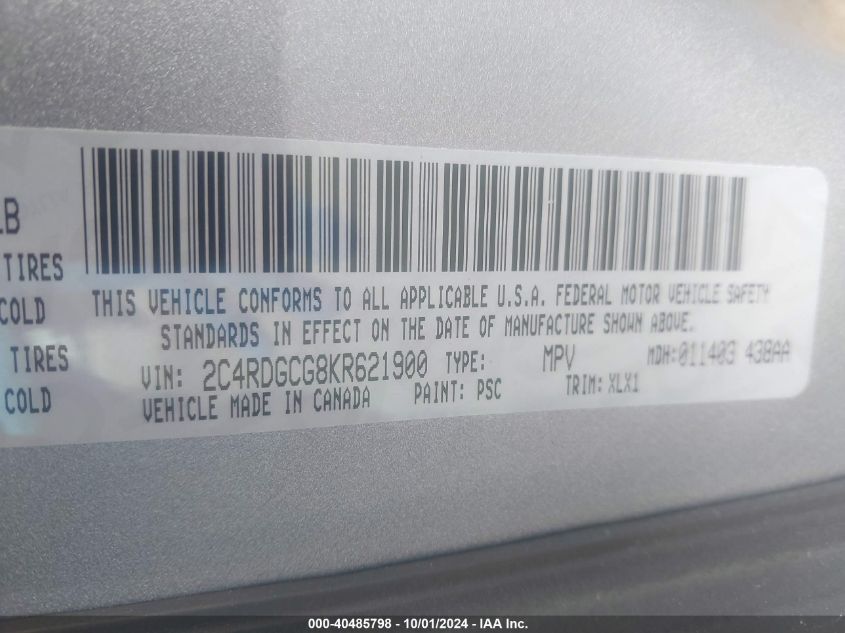 LB
TIRES
COLD
TIRES
COLD
THIS VEHICLE CONFORMS TO ALL APPLICABLE U.S.A. FEDERAL MOTOR VEHICLE SAFETY
STANDARDS IN EFFECT ON THE DATE OF MANUFACTURE SHOWN ABOVE.
VIN: 2C4RDGCG8KR621900 TYPE: MPV MDH:011403 438AA
VEHICLE MADE IN CANADA PAINT: PSC TRIM: XLX1
000-40485798 - 10/01/2024 - IAA Inc.